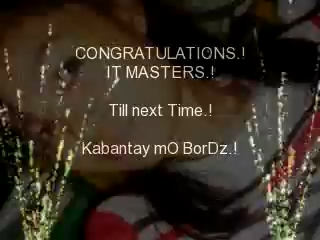 CONGRATULATIONS.!
IT MASTERS.!
Till next Time.!
Kabantay mO BorDz.!